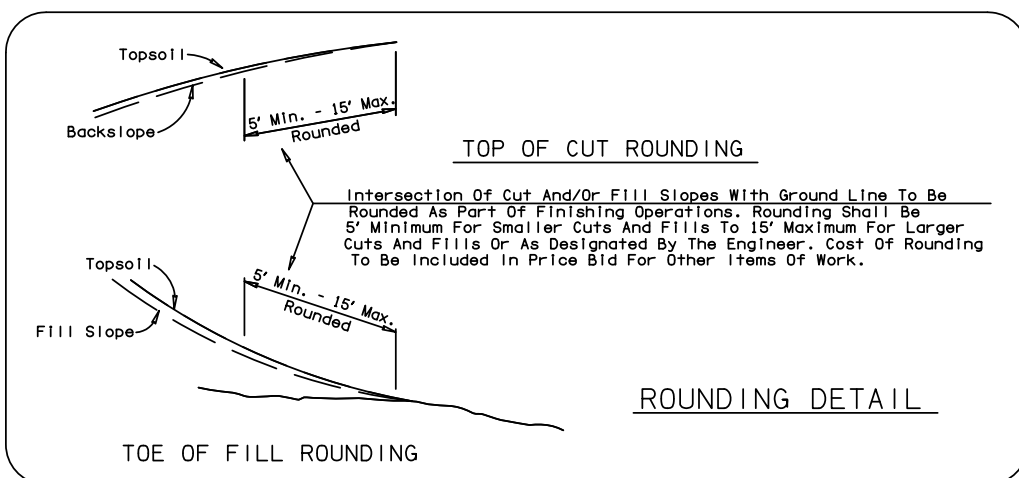 Topsoil
Backslope
5' Min. - 15' Max.
Rounded
TOP OF CUT ROUNDING
Intersection Of Cut And/Or Fill Slopes With Ground Line To Be
Rounded As Part Of Finishing Operations. Rounding Shall Be
5' Minimum For Smaller Cuts And Fills To 15' Maximum For Larger
Cuts And Fills Or As Designated By The Engineer. Cost Of Rounding
To Be Included In Price Bid For Other Items Of Work.
Topsoil
Fill Slope
5' Min. - 15' Max.
Rounded
ROUNDING DETAIL
TOE OF FILL ROUNDING